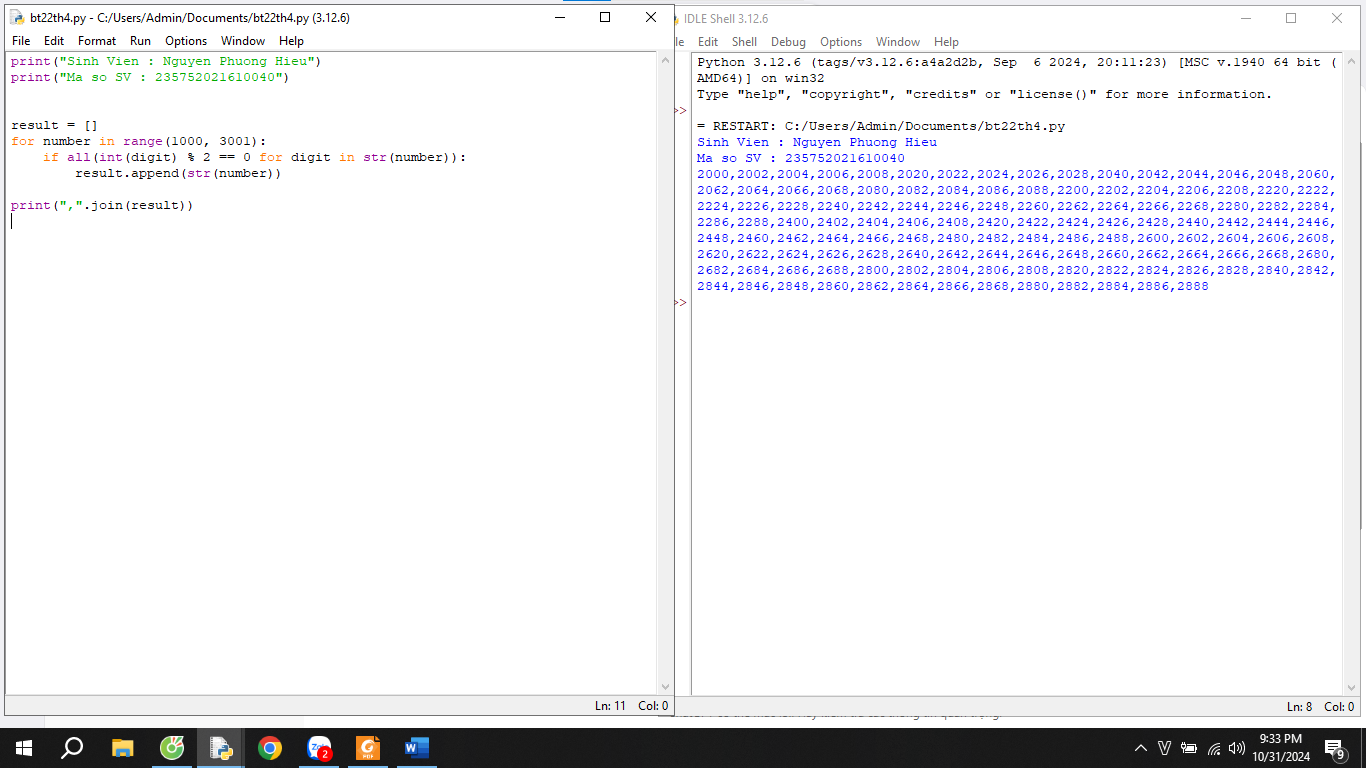 bt22th4.py - C:/Users/Admin/Documents/bt22th4.py (3.12.6)
File Edit Format Run Options Window Help
print("Sinh Vien : Nguyen Phuong Hieu")
print("Ma so SV : 235752021610040")
result = []
for number in range(1000, 3001):
    if all(int(digit) % 2 == 0 for digit in str(number)):
        result.append(str(number))
print(",".join(result))
Ln: 11 Col: 0
IDLE Shell 3.12.6
le Edit Shell Debug Options Window Help
Python 3.12.6 (tags/v3.12.6:a4a2d2b, Sep  6 2024, 20:11:23) [MSC v.1940 64 bit (
AMD64)] on win32
Type "help", "copyright", "credits" or "license()" for more information.
>>
= RESTART: C:/Users/Admin/Documents/bt22th4.py
Sinh Vien : Nguyen Phuong Hieu
Ma so SV : 235752021610040
2000,2002,2004,2006,2008,2020,2022,2024,2026,2028,2040,2042,2044,2046,2048,2060,
2062,2064,2066,2068,2080,2082,2084,2086,2088,2200,2202,2204,2206,2208,2220,2222,
2224,2226,2228,2240,2242,2244,2246,2248,2260,2262,2264,2266,2268,2280,2282,2284,
2286,2288,2400,2402,2404,2406,2408,2420,2422,2424,2426,2428,2440,2442,2444,2446,
2448,2460,2462,2464,2466,2468,2480,2482,2484,2486,2488,2600,2602,2604,2606,2608,
2620,2622,2624,2626,2628,2640,2642,2644,2646,2648,2660,2662,2664,2666,2668,2680,
2682,2684,2686,2688,2800,2802,2804,2806,2808,2820,2822,2824,2826,2828,2840,2842,
2844,2846,2848,2860,2862,2864,2866,2868,2880,2882,2884,2886,2888
>>
Ln: 8 Col: 0
Zalo 2
PDF
W
V
9:33 PM
10/31/2024
9